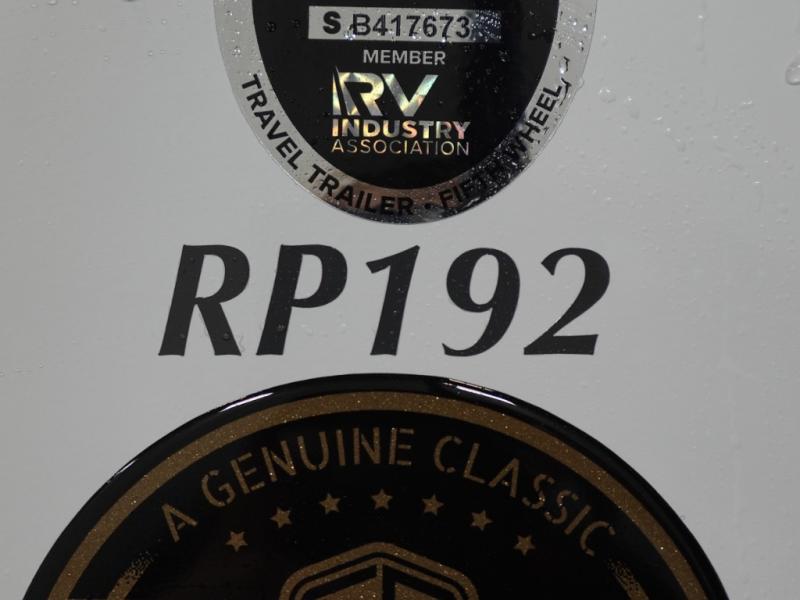 S B417673
MEMBER
RV
INDUSTRY
ASSOCIATION
TRAVEL TRAILER · FIFTH WHEEL
RP192
A GENUINE CLASSIC